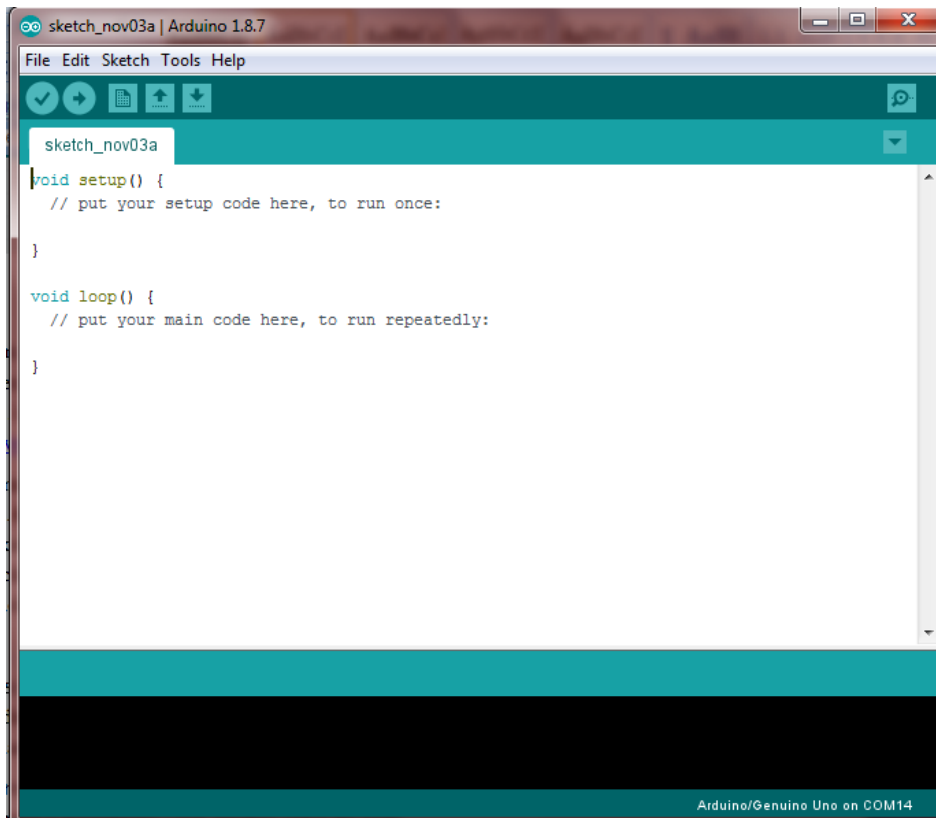 sketch_nov03a | Arduino 1.8.7
File Edit Sketch Tools Help
sketch_nov03a
void setup() {
  // put your setup code here, to run once:
}
void loop() {
  // put your main code here, to run repeatedly:
}
Arduino/Genuino Uno on COM14